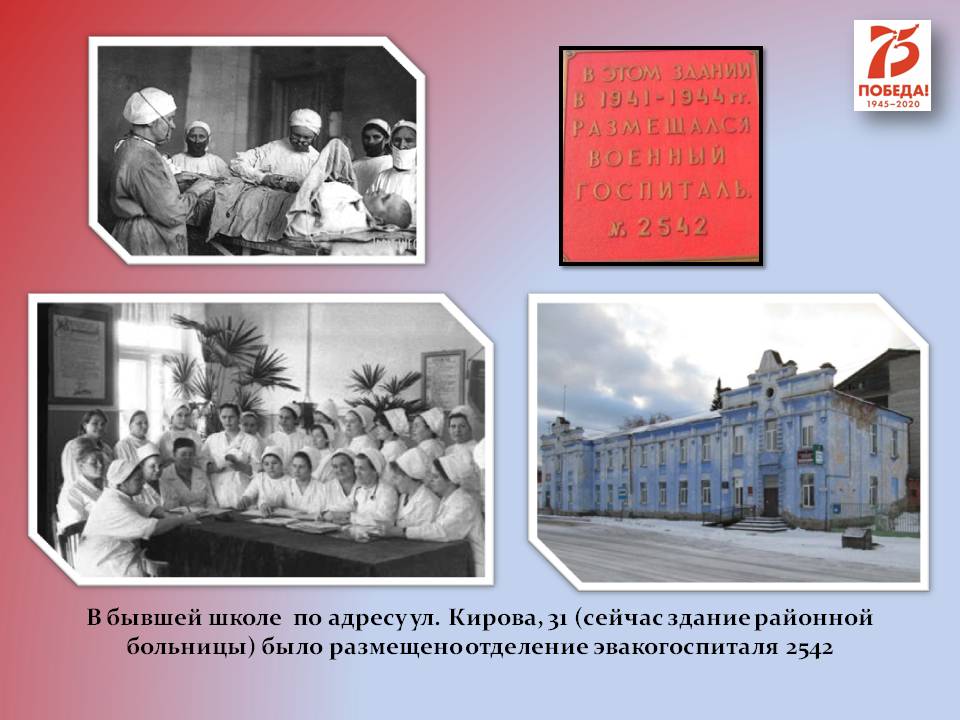 В ЭТОМ ЗДАНИИ
В 1941-1944 гг.
РАЗМЕЩАЛСЯ
ВОЕННЫЙ
ГОСПИТАЛЬ.
№ 2542
75
ПОБЕДА!
1945–2020
В бывшей школе по адресу ул. Кирова, 31 (сейчас здание районной
больницы) было размещено отделение эвакогоспиталя 2542